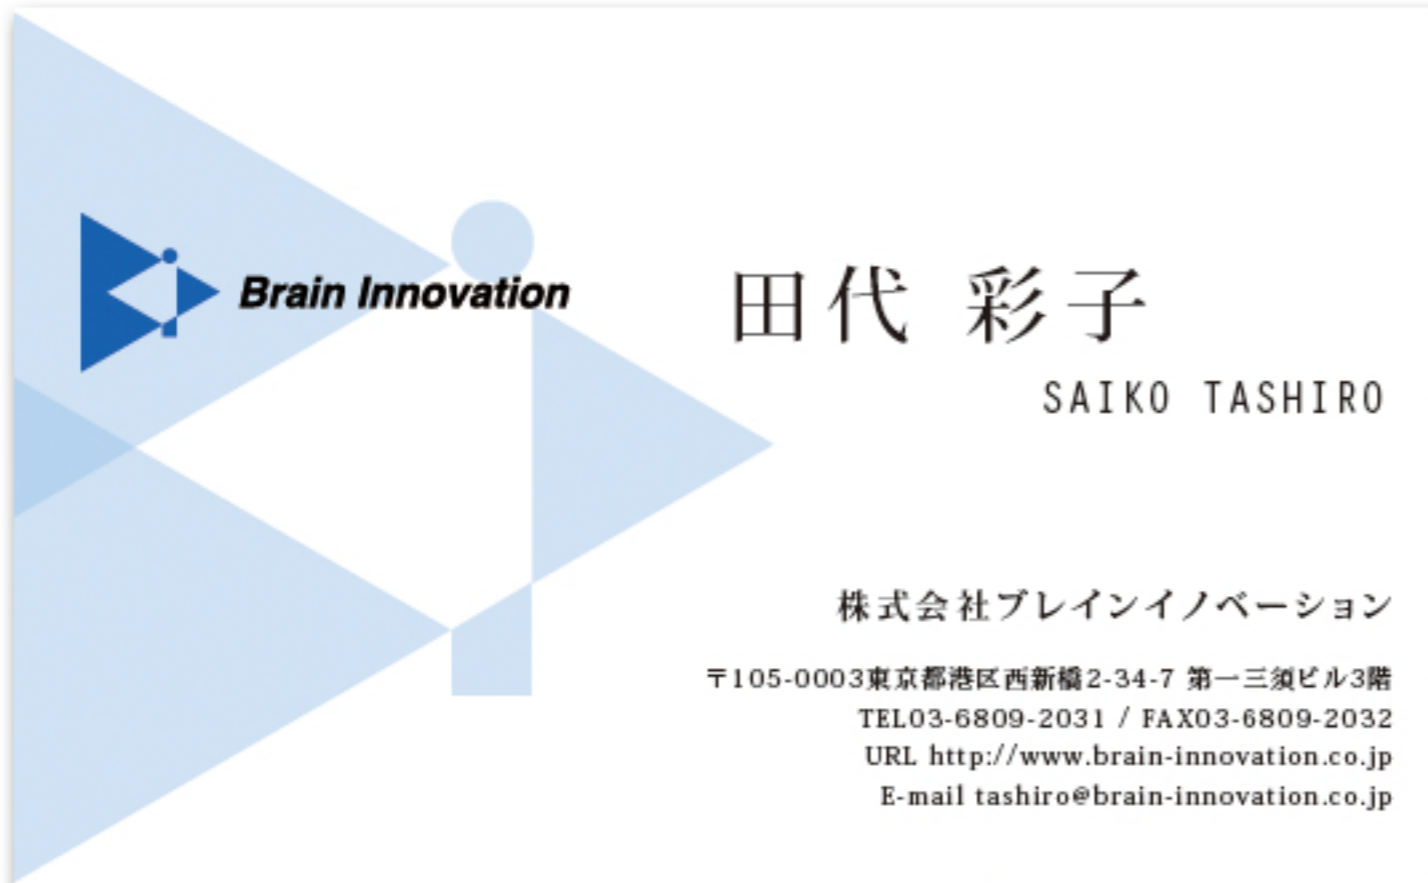 Brain Innovation
田代 彩子
SAIKO TASHIRO
株式会社ブレインイノベーション
〒105-0003東京都港区西新橋2-34-7 第一三須ビル3階
TEL03-6809-2031 / FAX03-6809-2032
URL http://www.brain-innovation.co.jp
E-mail tashiro@brain-innovation.co.jp